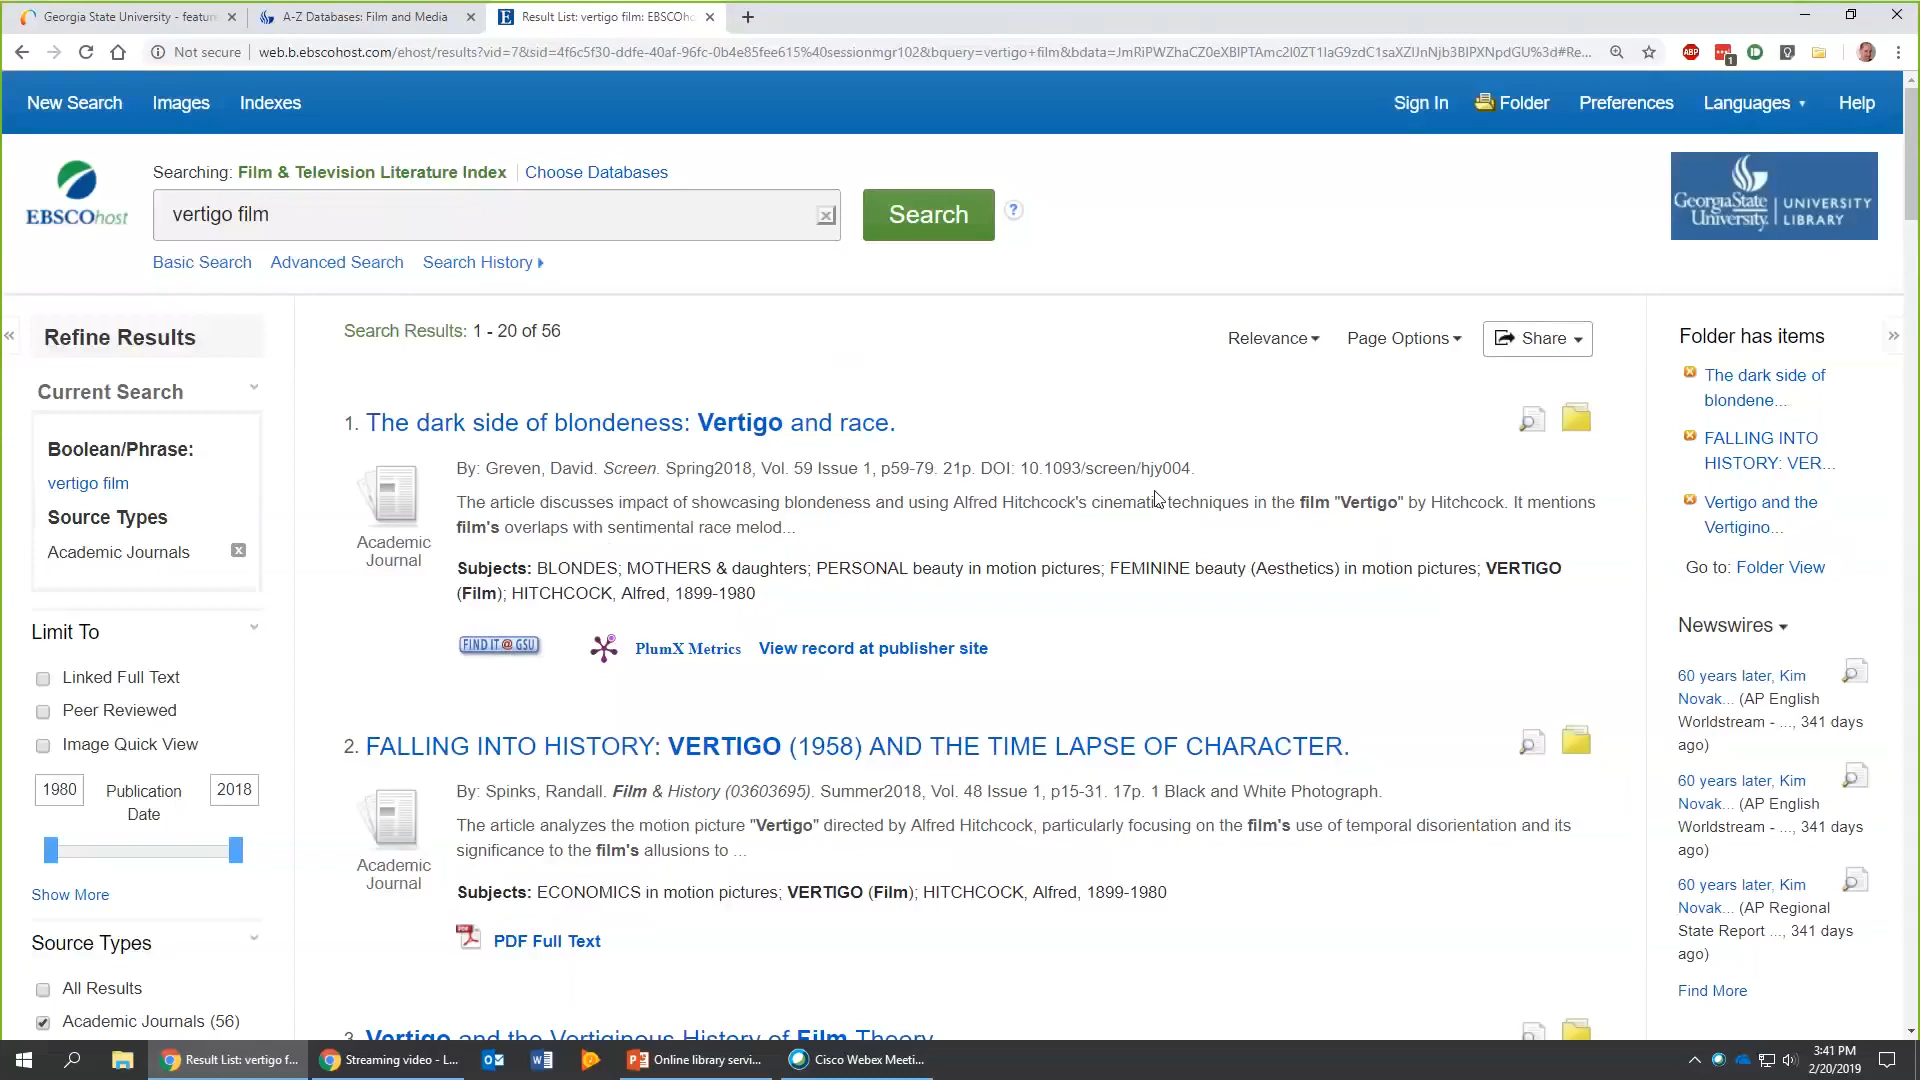 Georgia State University - featur
A-Z Databases: Film and Media
Result List: vertigo film: EBSCOho
Not secure
web.b.ebscohost.com/ehost/results?vid=7&sid=4f6c5f30-ddfe-40af-96fc-0b4e85fee615%40sessionmgr102&bquery=vertigo+film&bdata=JmRiPWZhaCZ0eXBlPTAmc2l0ZT1laG9zdC1saXZlJnNjb3BlPXNpdGU%3d#Re...
ABP
1
New Search
Images
Indexes
Sign In
Folder
Preferences
Languages
Help
EBSCOhost
Searching: Film & Television Literature Index
Choose Databases
vertigo film
Search
?
Basic Search
Advanced Search
Search History
GeorgiaState University.
UNIVERSITY LIBRARY
Refine Results
Current Search
Boolean/Phrase:
vertigo film
Source Types
Academic Journals
Limit To
Linked Full Text
Peer Reviewed
Image Quick View
1980
Publication
Date
2018
Show More
Source Types
All Results
Academic Journals (56)
Search Results: 1 - 20 of 56
Relevance
Page Options
Share
1. The dark side of blondeness: Vertigo and race.
Academic
Journal
By: Greven, David. Screen. Spring2018, Vol. 59 Issue 1, p59-79. 21p. DOI: 10.1093/screen/hjy004.
The article discusses impact of showcasing blondeness and using Alfred Hitchcock's cinematic techniques in the film "Vertigo" by Hitchcock. It mentions
film's overlaps with sentimental race melod...
Subjects: BLONDES; MOTHERS & daughters; PERSONAL beauty in motion pictures; FEMININE beauty (Aesthetics) in motion pictures; VERTIGO
(Film); HITCHCOCK, Alfred, 1899-1980
FIND IT @ GSU
PlumX Metrics
View record at publisher site
2. FALLING INTO HISTORY: VERTIGO (1958) AND THE TIME LAPSE OF CHARACTER.
Academic
Journal
By: Spinks, Randall. Film & History (03603695). Summer2018, Vol. 48 Issue 1, p15-31. 17p. 1 Black and White Photograph.
The article analyzes the motion picture "Vertigo" directed by Alfred Hitchcock, particularly focusing on the film's use of temporal disorientation and its
significance to the film's allusions to ...
Subjects: ECONOMICS in motion pictures; VERTIGO (Film); HITCHCOCK, Alfred, 1899-1980
PDF Full Text
3. Vertigo and the Vertiginous History of Film Theory.
Folder has items
The dark side of
blondene...
FALLING INTO
HISTORY: VER...
Vertigo and the
Vertigino...
Go to: Folder View
Newswires
60 years later, Kim
Novak... (AP English
Worldstream - ..., 341 days
ago)
60 years later, Kim
Novak... (AP English
Worldstream - ..., 341 days
ago)
60 years later, Kim
Novak... (AP Regional
State Report ..., 341 days
ago)
Find More
Result List: vertigo f...
Streaming video - L...
Online library servi...
Cisco Webex Meeti...
3:41 PM
2/20/2019